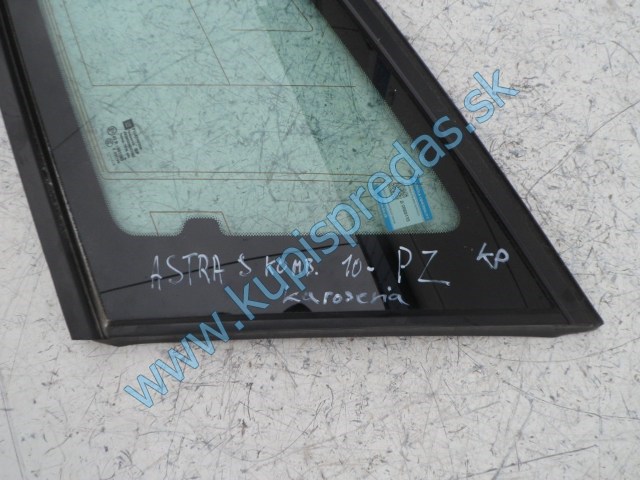 ASTRA S KOMB. 10- PZ KP
karoseria
www.kupispredas.sk